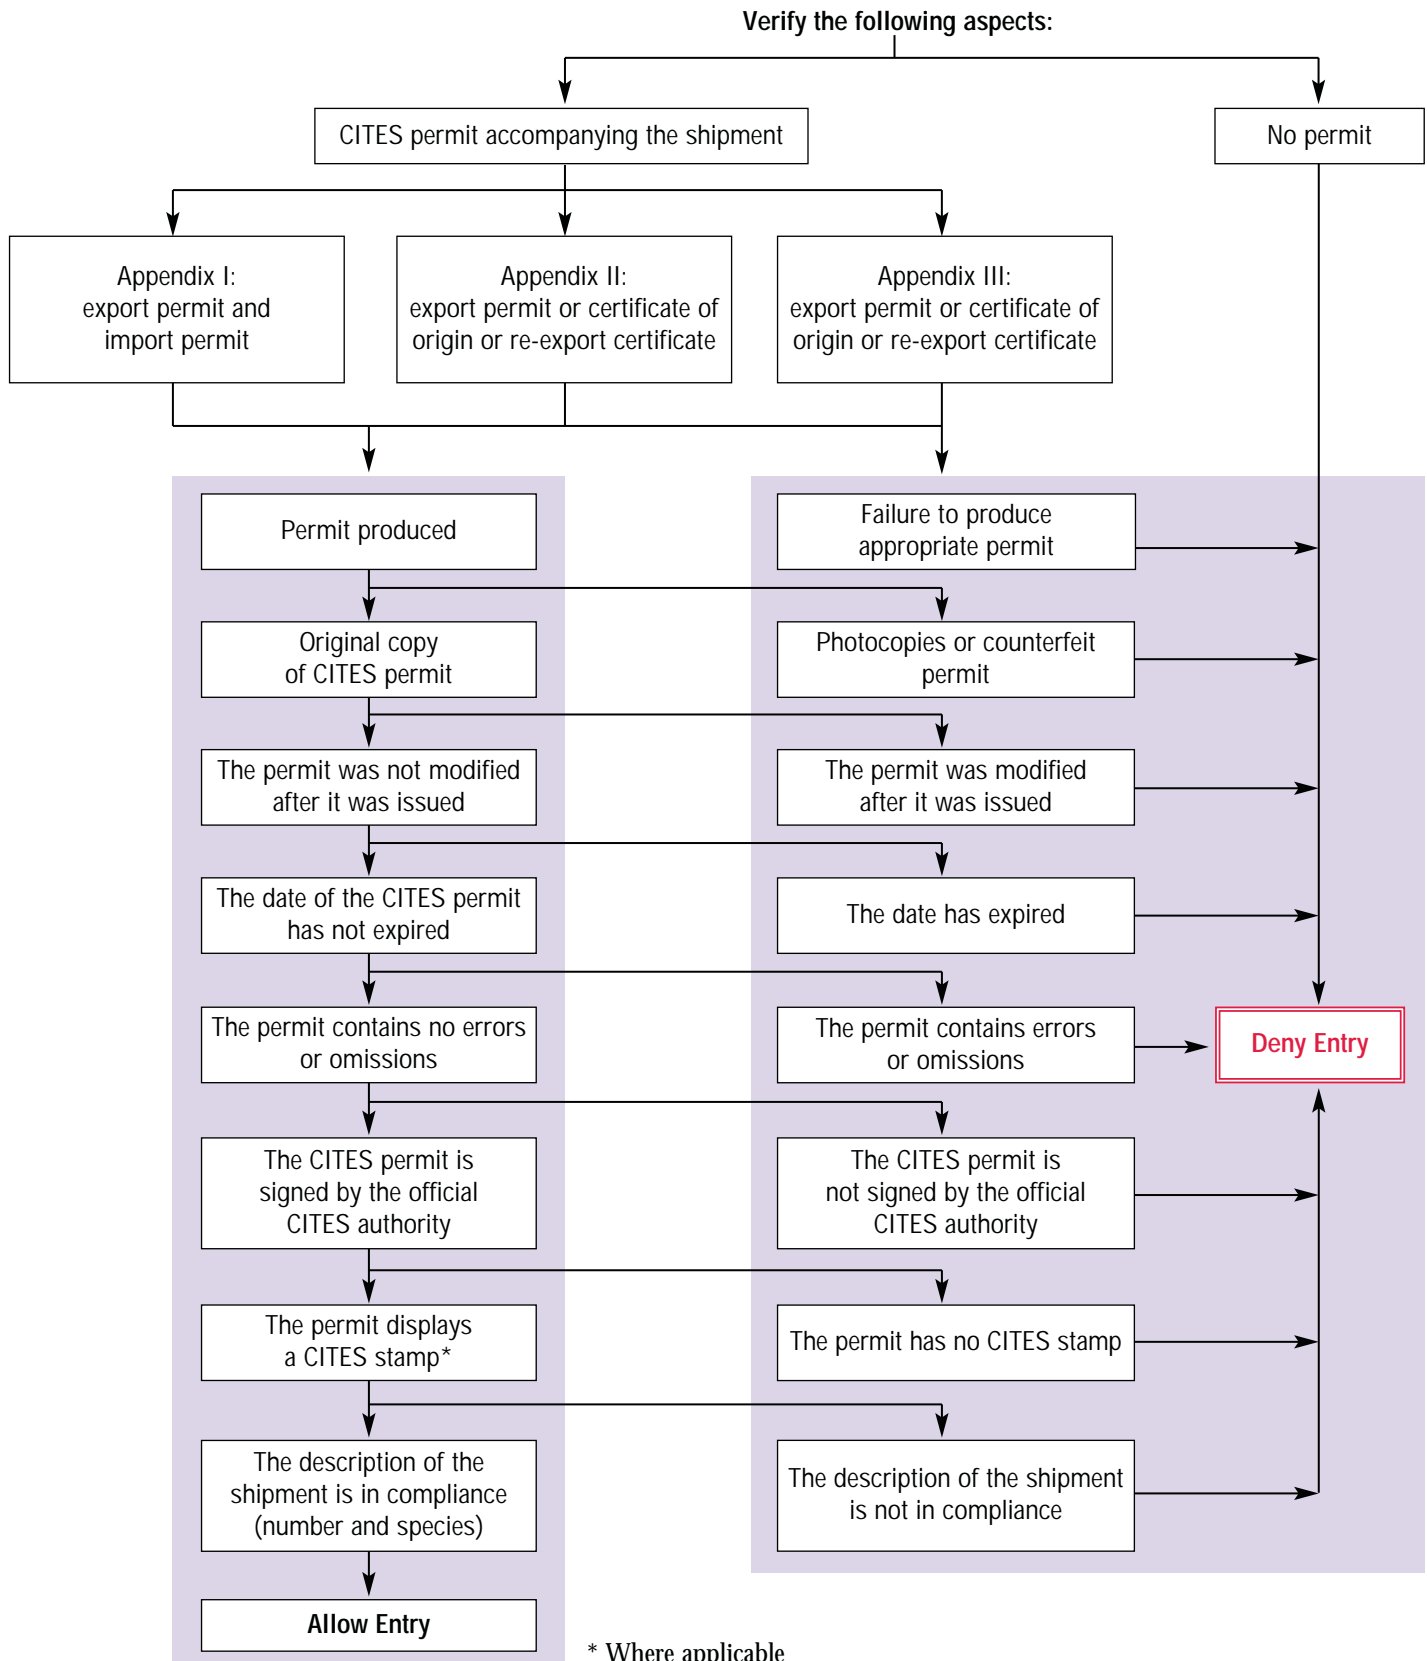 Verify the following aspects:
CITES permit accompanying the shipment
No permit
Appendix I:
export permit and
import permit
Appendix II:
export permit or certificate of
origin or re-export certificate
Appendix III:
export permit or certificate of
origin or re-export certificate
Permit produced
Failure to produce
appropriate permit
Original copy
of CITES permit
Photocopies or counterfeit
permit
The permit was not modified
after it was issued
The permit was modified
after it was issued
The date of the CITES permit
has not expired
The date has expired
The permit contains no errors
or omissions
The permit contains errors
or omissions
Deny Entry
The CITES permit is
signed by the official
CITES authority
The CITES permit is
not signed by the official
CITES authority
The permit displays
a CITES stamp*
The permit has no CITES stamp
The description of the
shipment is in compliance
(number and species)
The description of the shipment
is not in compliance
Allow Entry
* Where applicable